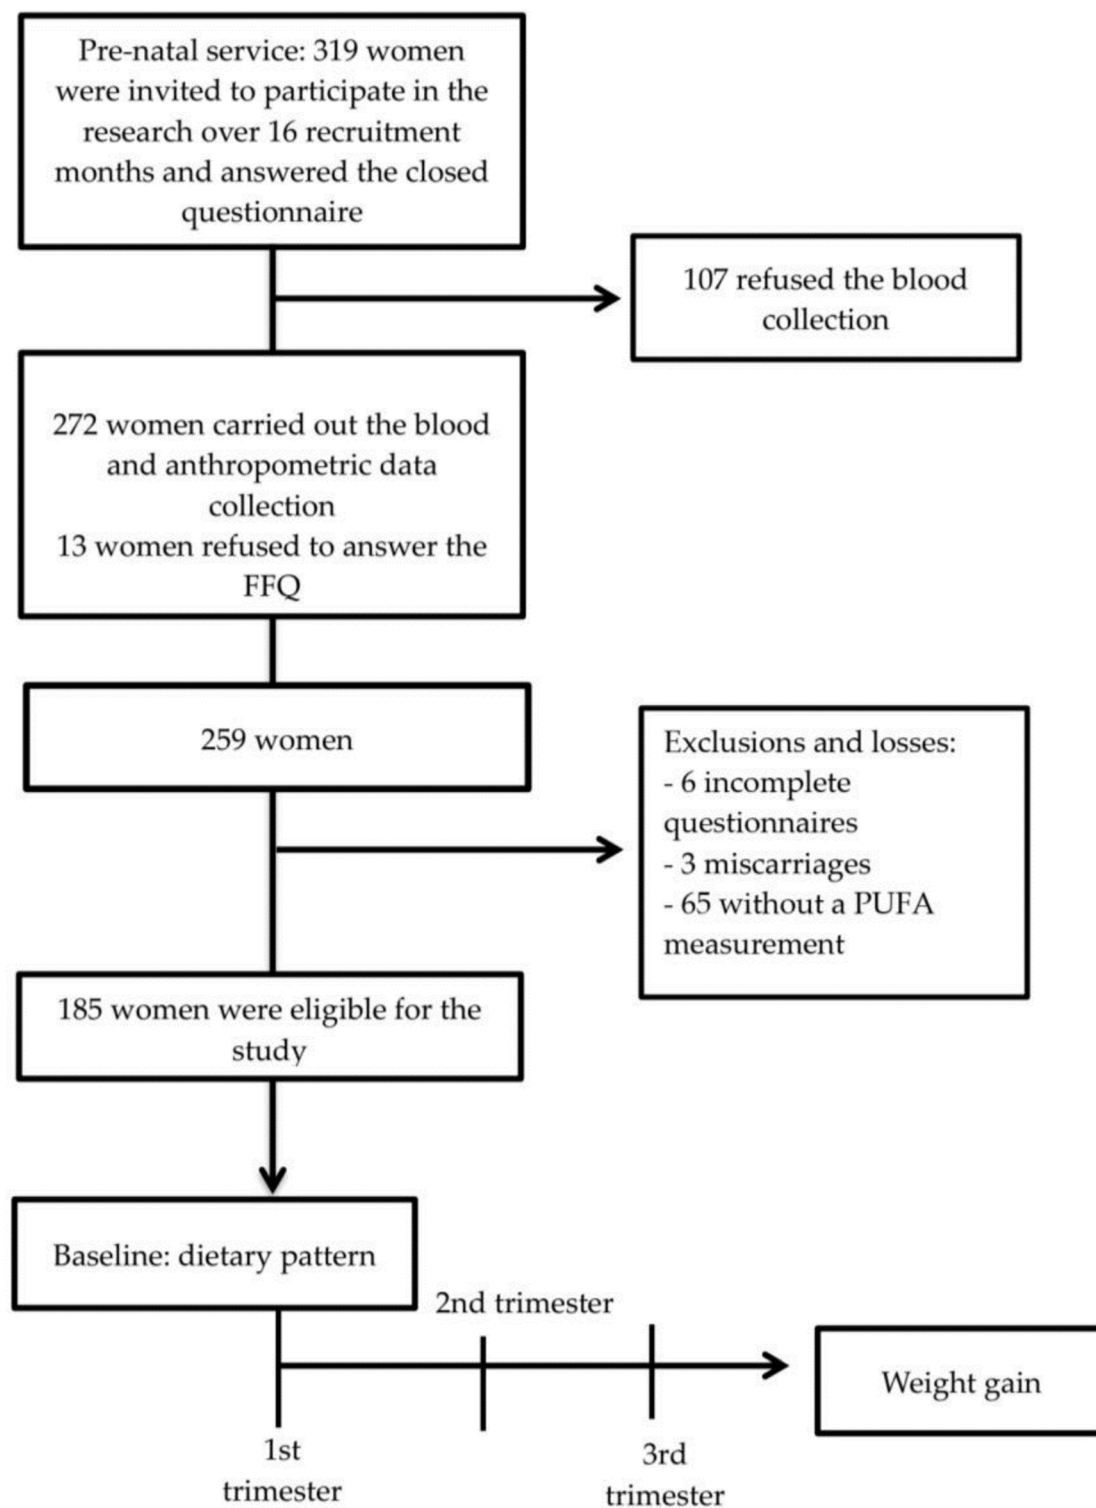 Pre-natal service: 319 women
were invited to participate in the
research over 16 recruitment
months and answered the closed
questionnaire
107 refused the blood
collection
272 women carried out the blood
and anthropometric data
collection
13 women refused to answer the
FFQ
259 women
Exclusions and losses:
- 6 incomplete
questionnaires
- 3 miscarriages
- 65 without a PUFA
measurement
185 women were eligible for the
study
Baseline: dietary pattern
2nd trimester
Weight gain
1st
trimester
3rd
trimester